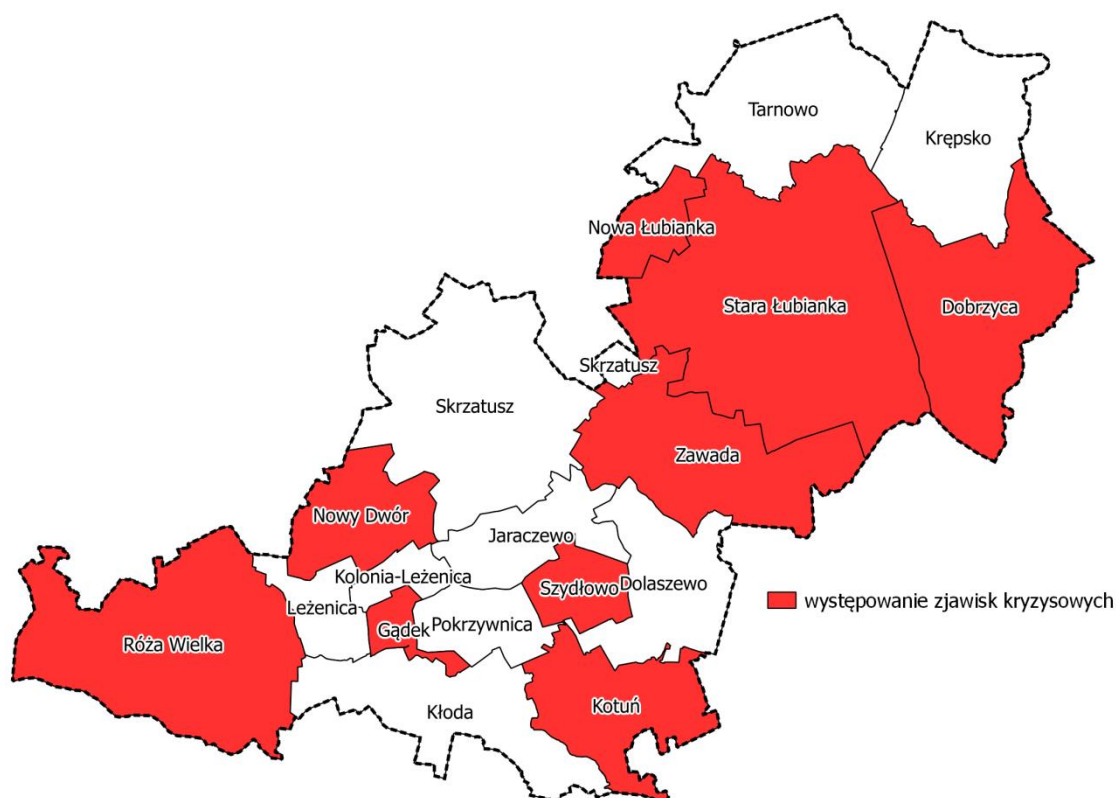 Tarnowo
Krępsko
Nowa Łubianka
Stara Łubianka
Dobrzyca
Skrzatusz
Skrzatusz
Zawada
Nowy Dwór
Jaraczewo
Kolonia-Leżenica
Szydłowo
Dolaszewo
Leżenica
występowanie zjawisk kryzysowych
Gądek
Pokrzywnica
Róża Wielka
Kotuń
Kłoda